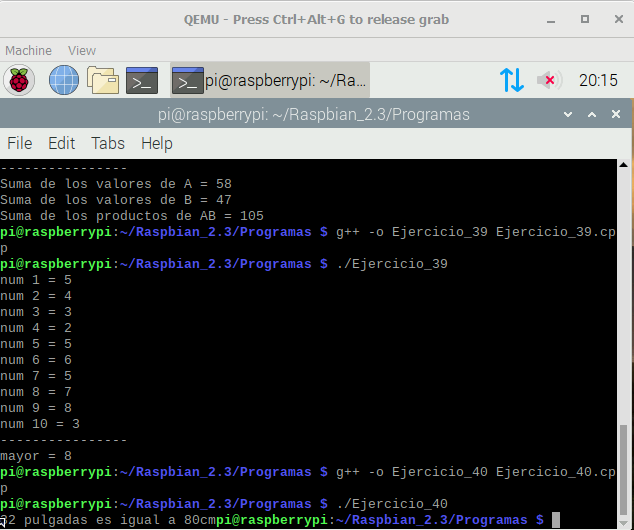 QEMU - Press Ctrl+Alt+G to release grab
Machine View
pi@raspberrypi: ~/Ra... 20:15
pi@raspberrypi: ~/Raspbian_2.3/Programas
File Edit Tabs Help
----------------
Suma de los valores de A = 58
Suma de los valores de B = 47
Suma de los productos de AB = 105
pi@raspberrypi:~/Raspbian_2.3/Programas $ g++ -o Ejercicio_39 Ejercicio_39.cp
p
pi@raspberrypi:~/Raspbian_2.3/Programas $ ./Ejercicio_39
num 1 = 5
num 2 = 4
num 3 = 3
num 4 = 2
num 5 = 5
num 6 = 6
num 7 = 5
num 8 = 7
num 9 = 8
num 10 = 3
----------------
mayor = 8
pi@raspberrypi:~/Raspbian_2.3/Programas $ g++ -o Ejercicio_40 Ejercicio_40.cp
p
pi@raspberrypi:~/Raspbian_2.3/Programas $ ./Ejercicio_40
pulgadas es igual a 80cmpi@raspberrypi:~/Raspbian_2.3/Programas $